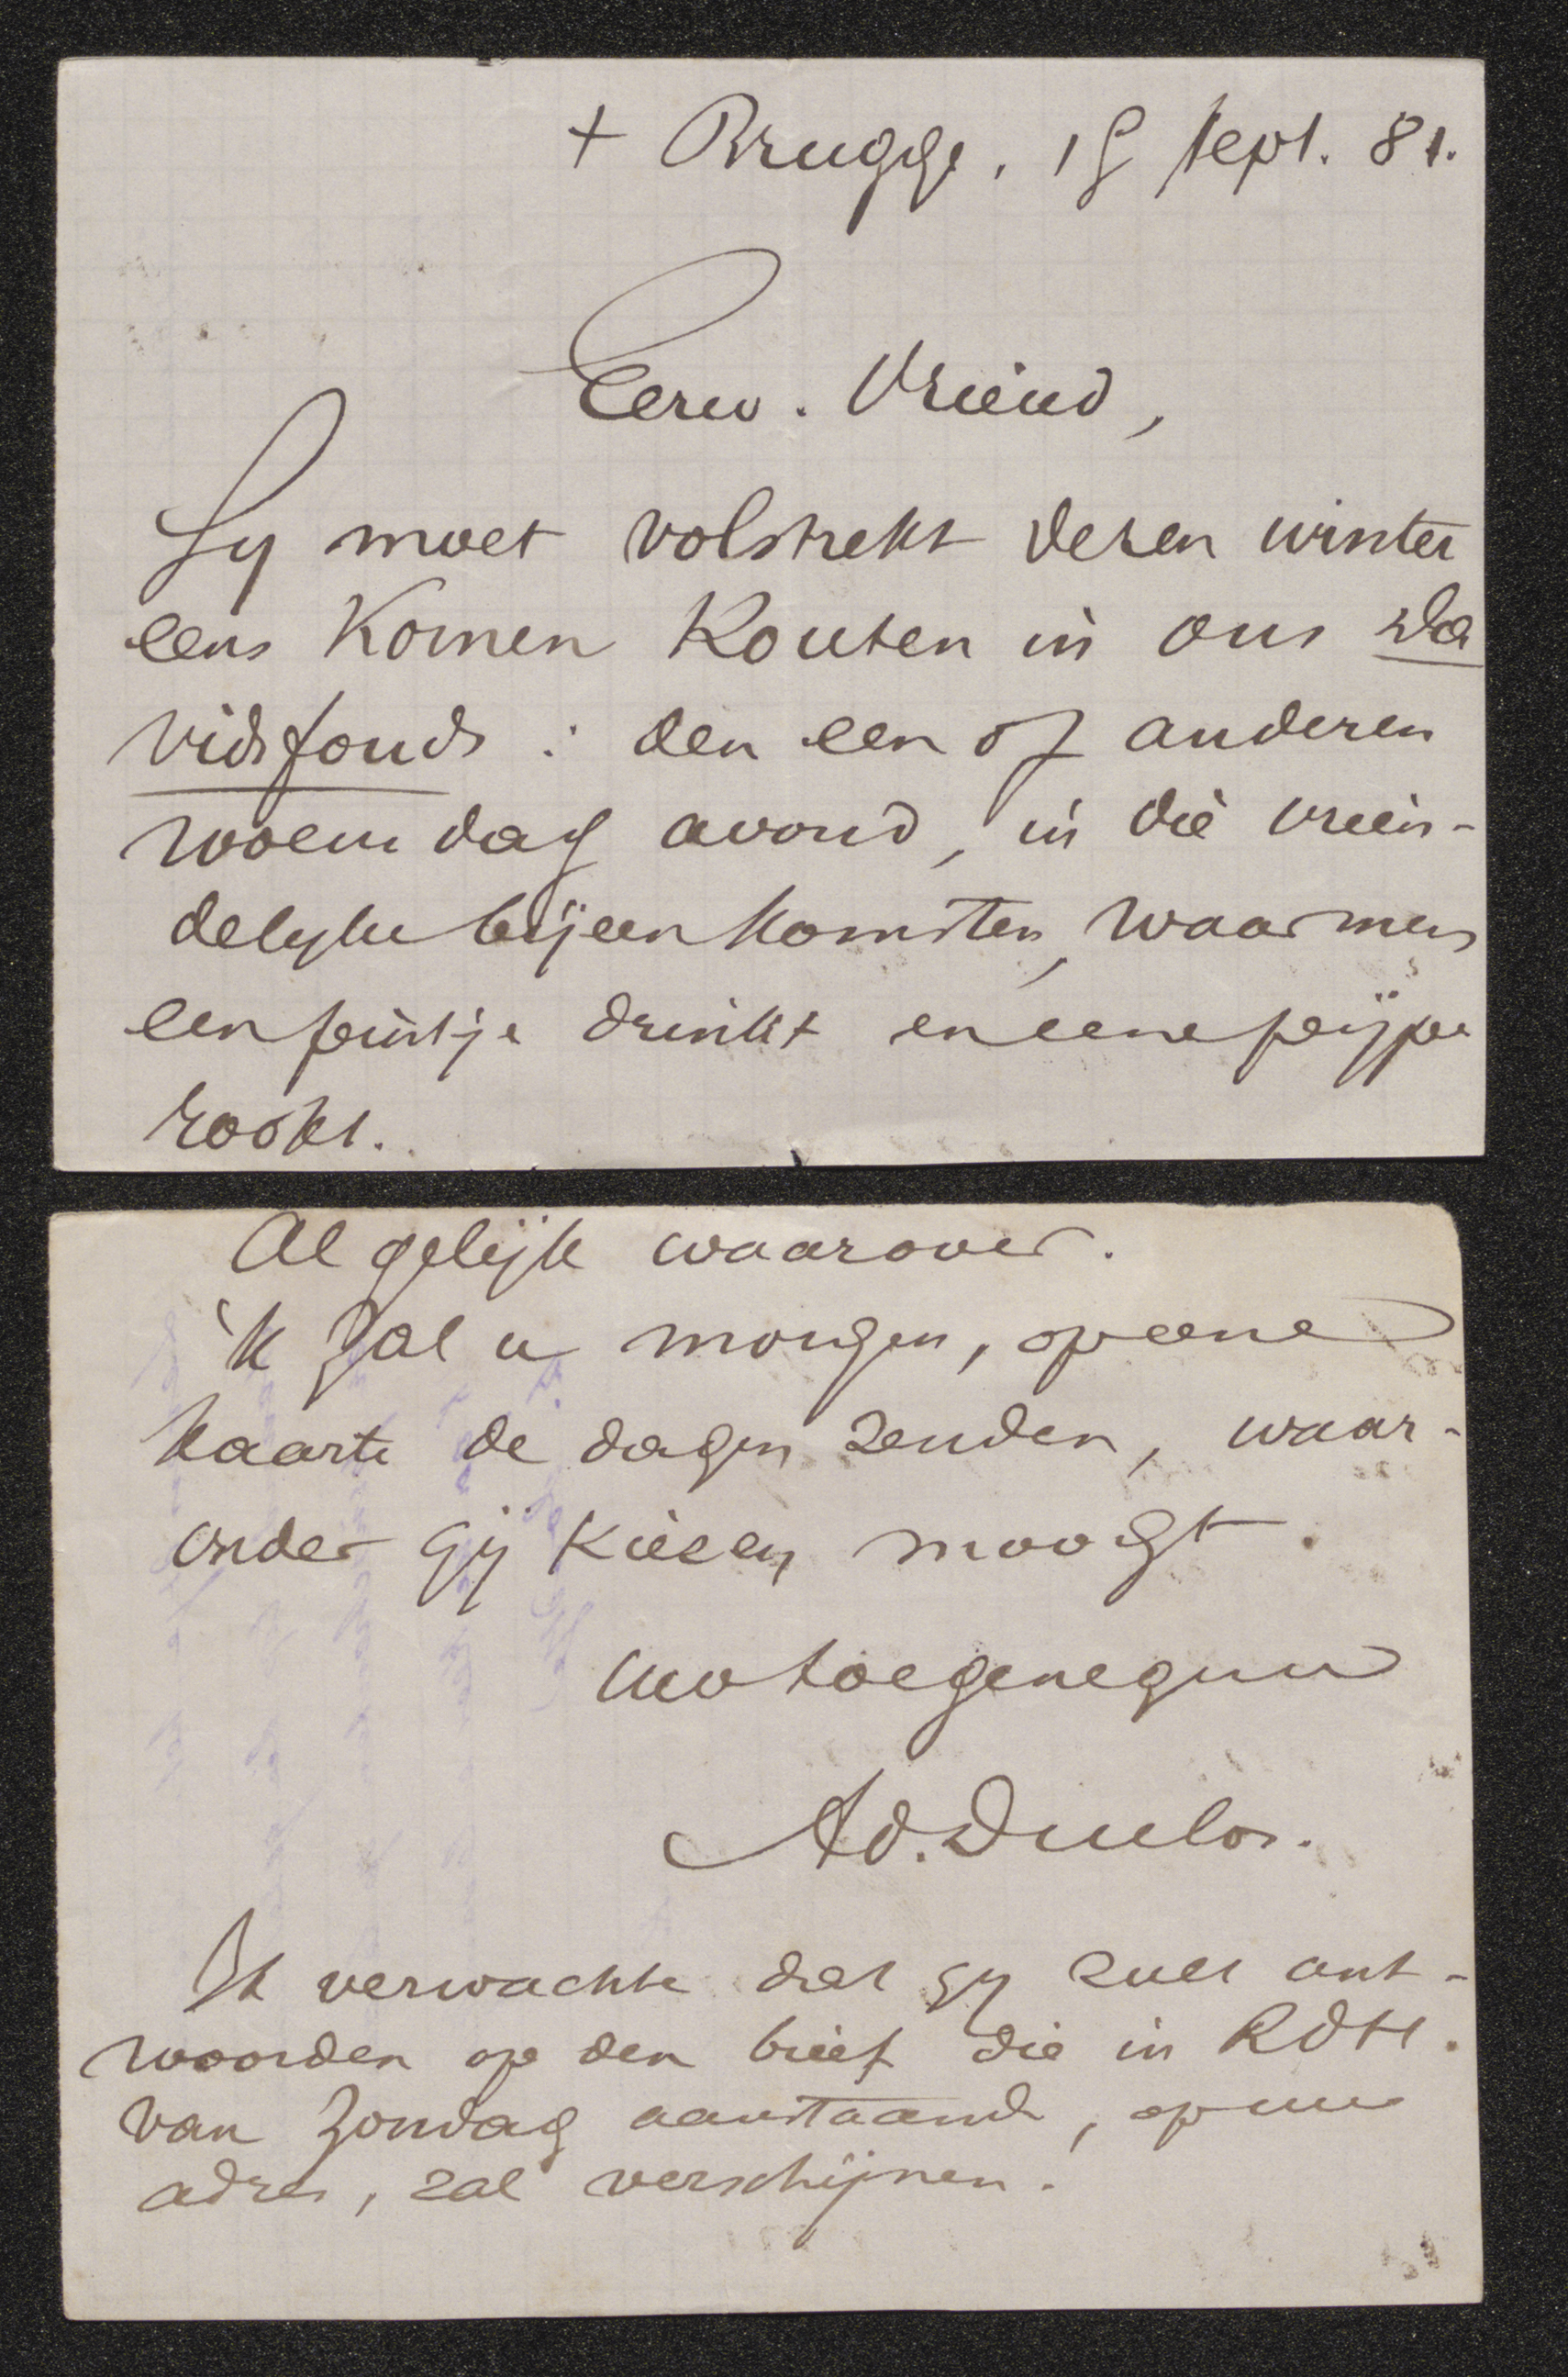 + Brugge, 19 sept. 81.
Eerw. Vriend,
Gy moet volstrekt dezen winter
eens komen kouten in ons Da
vidsfonds : den een of anderen
woensdag avond, in die vrien-
delyke bijeenkomsten, waar men
een pintje drinkt en eene pijpe
rookt.
Al gelijk waarover.
'k Zal u morgen, op eene
kaarte de dagen zenden, waar-
onder gij kiezen moogt.
Uw toegenegen
Ad. Duclos.
Ik verwachte dat gy zult ant-
woorden op den brief die in RdH.
van Zondag aanstaande, op uw
adres, zal verschijnen.